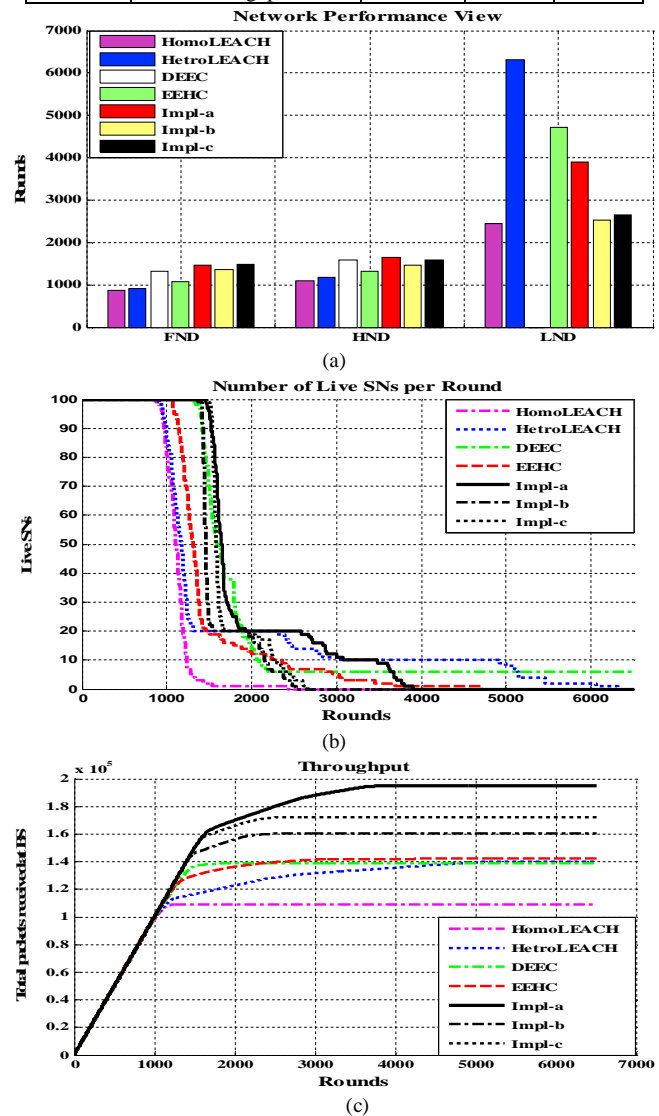 Network Performance View
7000
6000
5000
4000
3000
2000
1000
0
Rounds
HomoLEACH
HetroLEACH
DEEC
EEHC
Impl-a
Impl-b
Impl-c
FND HND LND
(a)
Number of Live SNs per Round
100
90
80
70
60
50
40
30
20
10
0
Live SNs
HomoLEACH
HetroLEACH
DEEC
EEHC
Impl-a
Impl-b
Impl-c
0 1000 2000 3000 4000 5000 6000
Rounds
(b)
Throughput
x 10^5
2
1.8
1.6
1.4
1.2
1
0.8
0.6
0.4
0.2
0
Total packets received at BS
HomoLEACH
HetroLEACH
DEEC
EEHC
Impl-a
Impl-b
Impl-c
0 1000 2000 3000 4000 5000 6000 7000
Rounds
(c)